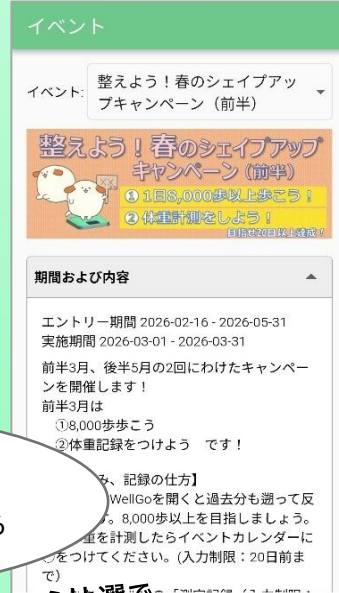 イベント
イベント:
整えよう！春のシェイプアッ
プキャンペーン（前半）
整えよう！春のシェイプアップ
キャンペーン（前半）
① 1日8,000歩以上歩こう！
② 体重計測をしよう！
目指せ20日以上達成！
期間および内容
エントリー期間 2026-02-16 - 2026-05-31
実施期間 2026-03-01 - 2026-03-31
前半3月、後半5月の2回にわけたキャンペー
ンを開催します！
前半3月は
①8,000歩歩こう
②体重記録をつけよう　です！
み、記録の仕方】
WellGoを開くと過去分も遡って反
す。8,000歩以上を目指しましょう。
重を計測したらイベントカレンダーに
をつけてください。(入力制限：20日前ま
で)